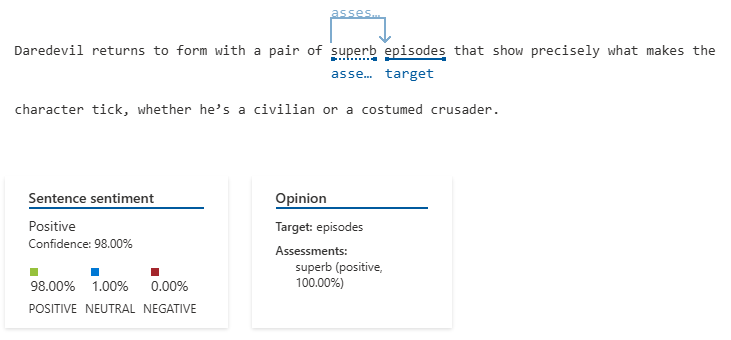 asses…
Daredevil returns to form with a pair of superb episodes that show precisely what makes the
asse… target
character tick, whether he's a civilian or a costumed crusader.
Sentence sentiment
Positive
Confidence: 98.00%
98.00% 1.00% 0.00%
POSITIVE NEUTRAL NEGATIVE
Opinion
Target: episodes
Assessments:
superb (positive,
100.00%)